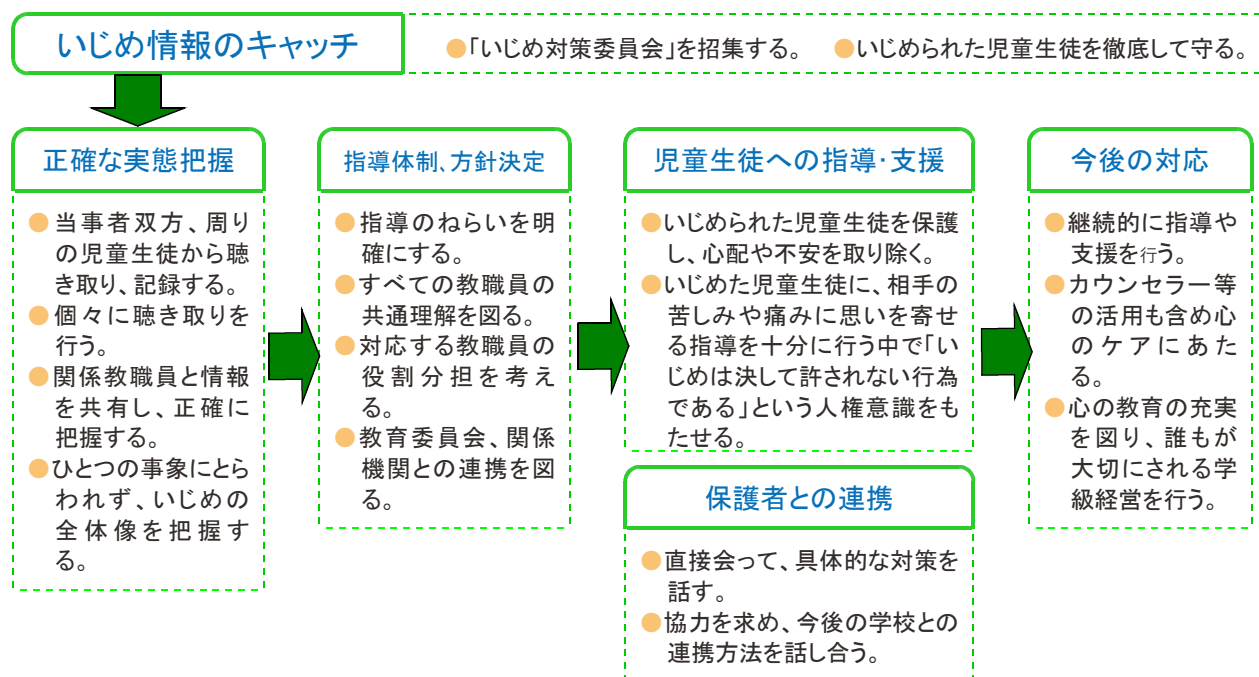 いじめ情報のキャッチ
●「いじめ対策委員会」を招集する。 ●いじめられた児童生徒を徹底して守る。
正確な実態把握
●当事者双方、周り
の児童生徒から聴
き取り、記録する。
●個々に聴き取りを
行う。
●関係教職員と情報
を共有し、正確に
把握する。
●ひとつの事象にとら
われず、いじめの
全体像を把握す
る。
指導体制、方針決定
●指導のねらいを明
確にする。
●すべての教職員の
共通理解を図る。
●対応する教職員の
役割分担を考え
る。
●教育委員会、関係
機関との連携を図
る。
児童生徒への指導・支援
●いじめられた児童生徒を保護
し、心配や不安を取り除く。
●いじめた児童生徒に、相手の
苦しみや痛みに思いを寄せ
る指導を十分に行う中で「い
じめは決して許されない行為
である」という人権意識をも
たせる。
保護者との連携
●直接会って、具体的な対策を
話す。
●協力を求め、今後の学校との
連携方法を話し合う。
今後の対応
●継続的に指導や
支援を行う。
●カウンセラー等
の活用も含め心
のケアにあた
る。
●心の教育の充実
を図り、誰もが
大切にされる学
級経営を行う。